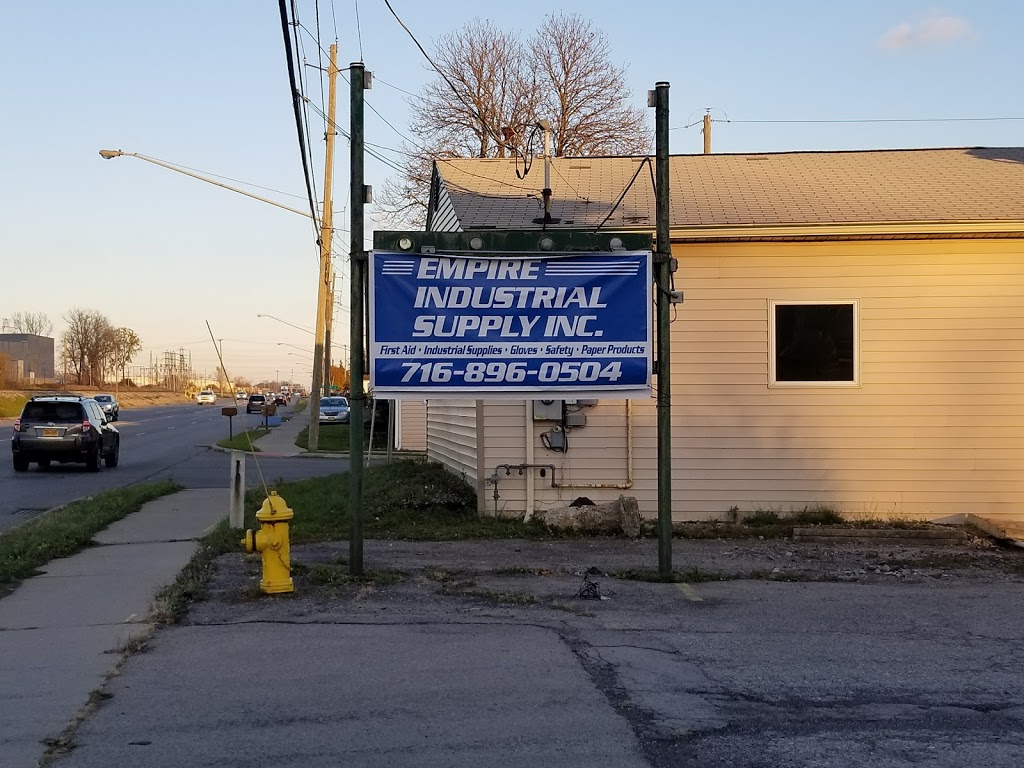 EMPIRE
INDUSTRIAL
SUPPLY INC.
First Aid • Industrial Supplies • Gloves • Safety • Paper Products
716-896-0504